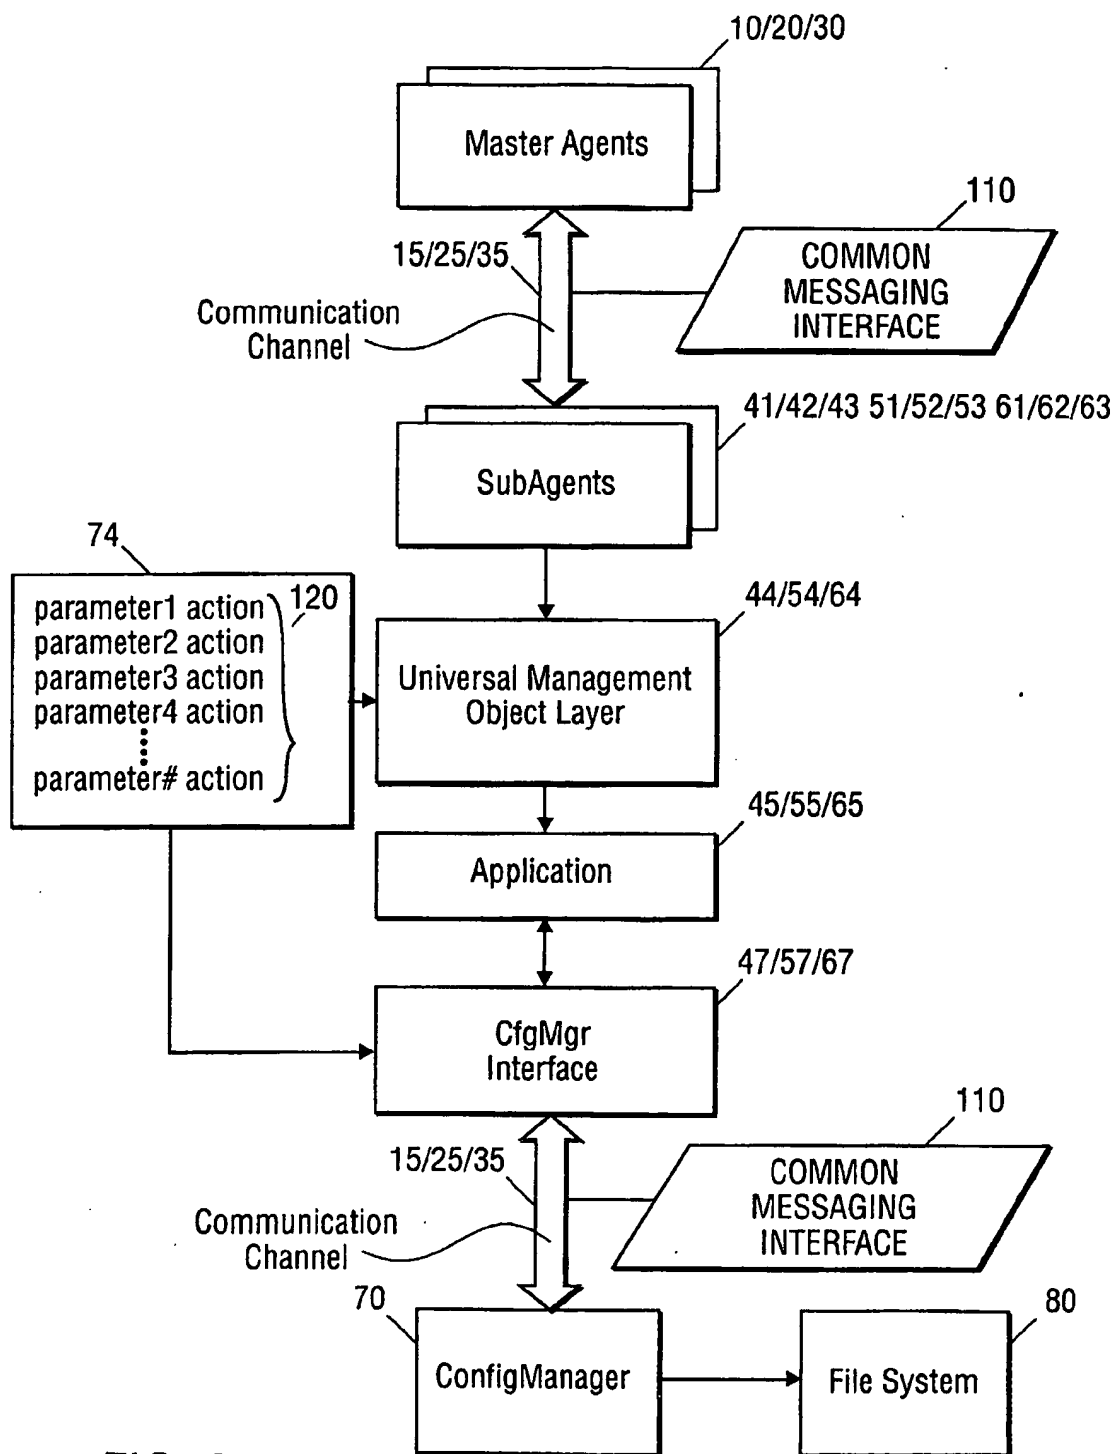 10/20/30
Master Agents
110
15/25/35
COMMON
MESSAGING
INTERFACE
Communication
Channel
41/42/43 51/52/53 61/62/63
SubAgents
74
120
parameter1 action
parameter2 action
parameter3 action
parameter4 action
parameter# action
44/54/64
Universal Management
Object Layer
45/55/65
Application
47/57/67
CfgMgr
Interface
110
15/25/35
COMMON
MESSAGING
INTERFACE
Communication
Channel
70
ConfigManager
80
File System